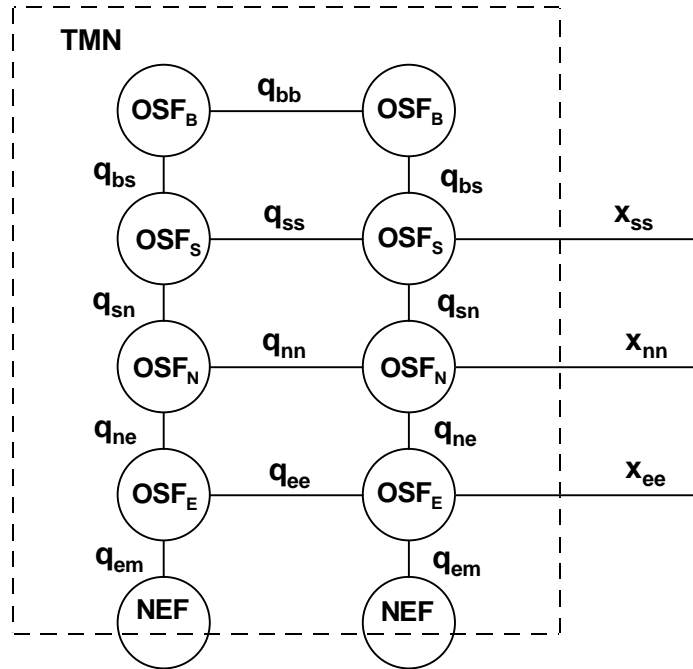 TMN
OSF_B q_bb OSF_B
q_bs q_bs
OSF_S q_ss OSF_S x_ss
q_sn q_sn
OSF_N q_nn OSF_N x_nn
q_ne q_ne
OSF_E q_ee OSF_E x_ee
q_em q_em
NEF NEF